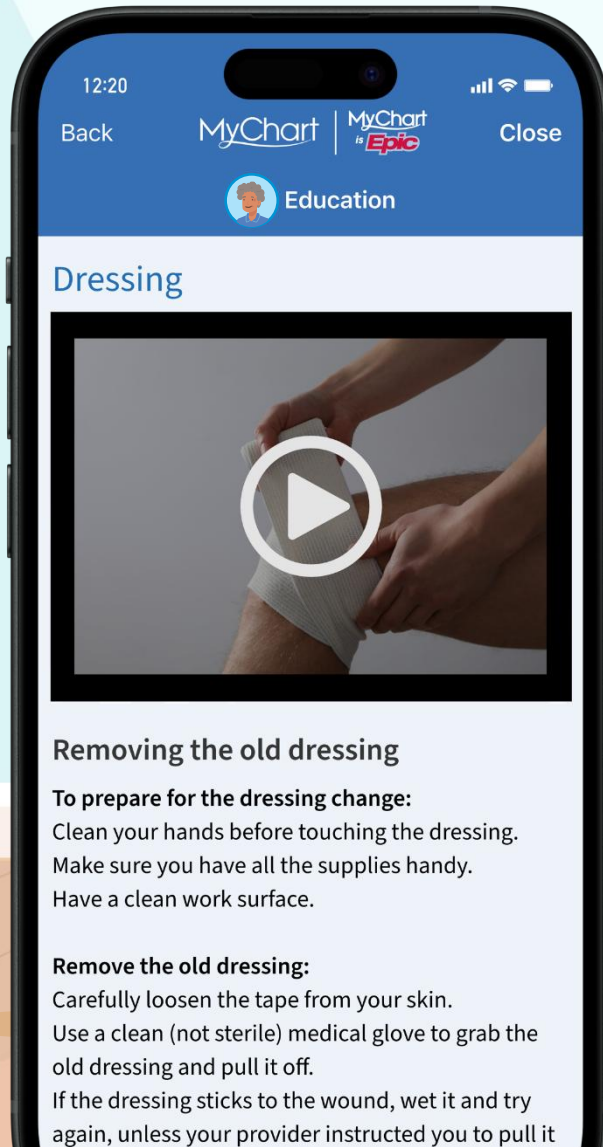 12:20
Back MyChart MyChart is Epic Close
Education
Dressing
Removing the old dressing
To prepare for the dressing change:
Clean your hands before touching the dressing.
Make sure you have all the supplies handy.
Have a clean work surface.
Remove the old dressing:
Carefully loosen the tape from your skin.
Use a clean (not sterile) medical glove to grab the
old dressing and pull it off.
If the dressing sticks to the wound, wet it and try
again, unless your provider instructed you to pull it